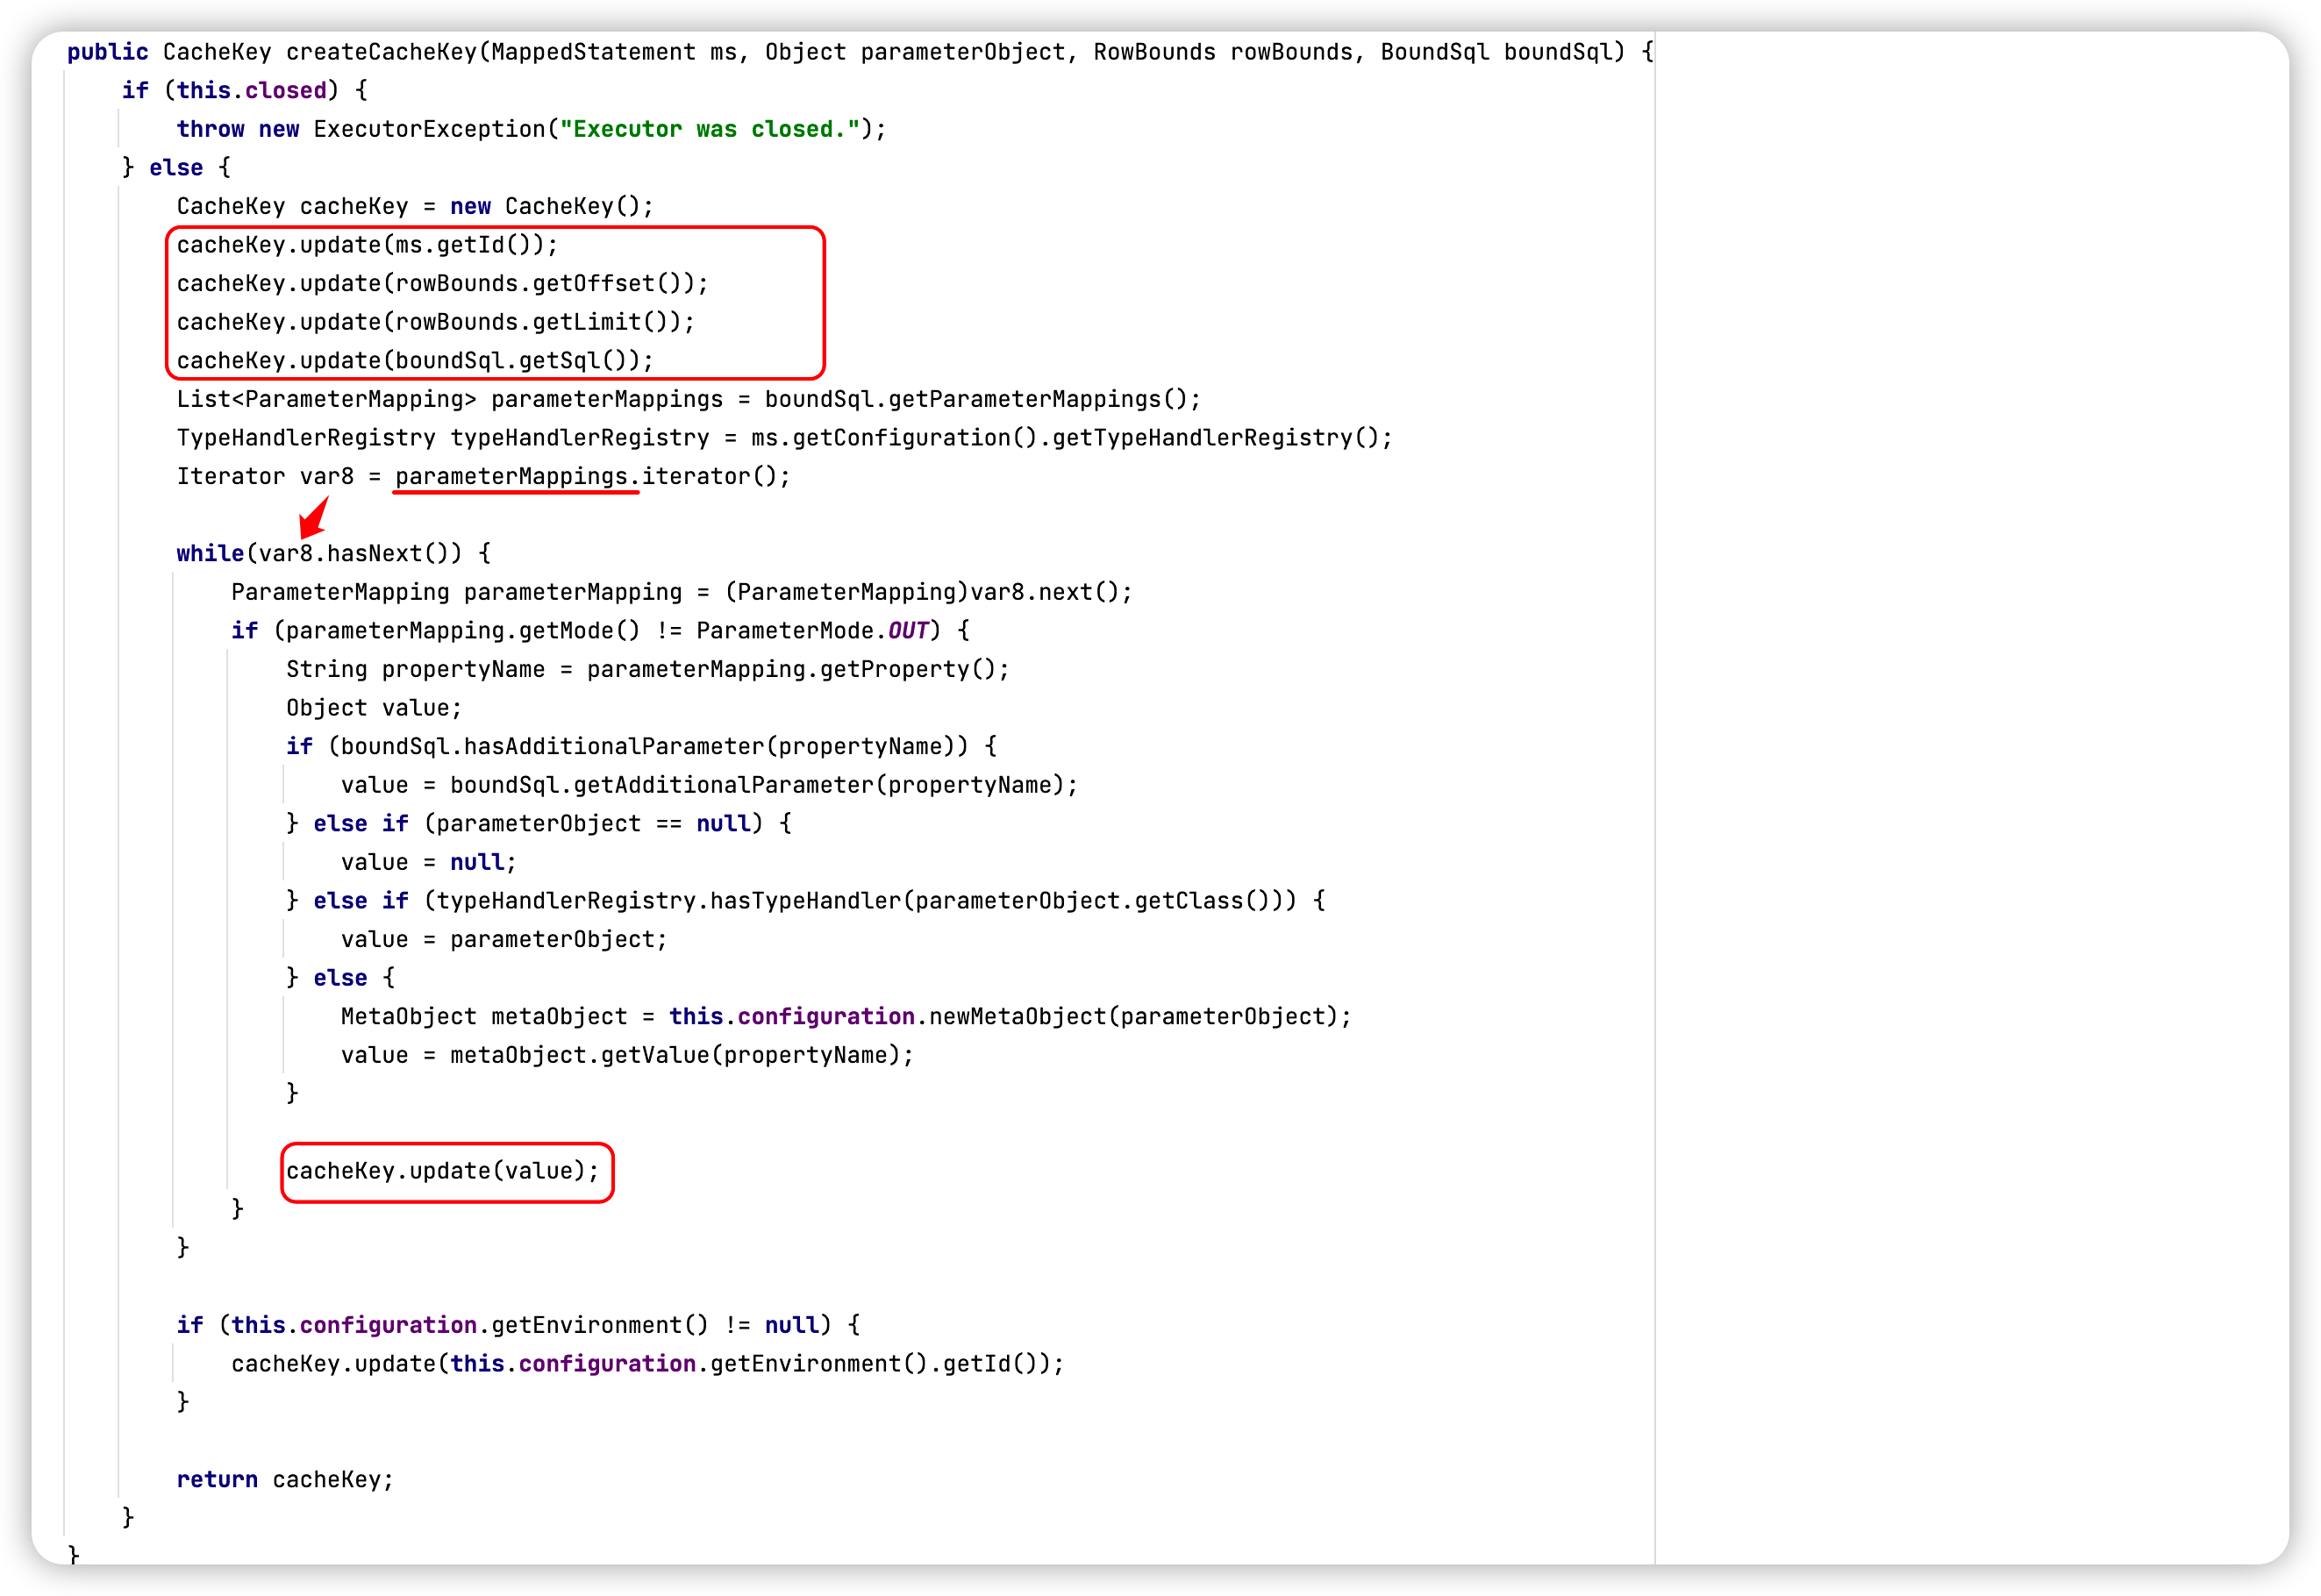 public CacheKey createCacheKey(MappedStatement ms, Object parameterObject, RowBounds rowBounds, BoundSql boundSql) {
    if (this.closed) {
        throw new ExecutorException("Executor was closed.");
    } else {
        CacheKey cacheKey = new CacheKey();
        cacheKey.update(ms.getId());
        cacheKey.update(rowBounds.getOffset());
        cacheKey.update(rowBounds.getLimit());
        cacheKey.update(boundSql.getSql());
        List<ParameterMapping> parameterMappings = boundSql.getParameterMappings();
        TypeHandlerRegistry typeHandlerRegistry = ms.getConfiguration().getTypeHandlerRegistry();
        Iterator var8 = parameterMappings.iterator();
        while(var8.hasNext()) {
            ParameterMapping parameterMapping = (ParameterMapping)var8.next();
            if (parameterMapping.getMode() != ParameterMode.OUT) {
                String propertyName = parameterMapping.getProperty();
                Object value;
                if (boundSql.hasAdditionalParameter(propertyName)) {
                    value = boundSql.getAdditionalParameter(propertyName);
                } else if (parameterObject == null) {
                    value = null;
                } else if (typeHandlerRegistry.hasTypeHandler(parameterObject.getClass())) {
                    value = parameterObject;
                } else {
                    MetaObject metaObject = this.configuration.newMetaObject(parameterObject);
                    value = metaObject.getValue(propertyName);
                }
                cacheKey.update(value);
            }
        }
        if (this.configuration.getEnvironment() != null) {
            cacheKey.update(this.configuration.getEnvironment().getId());
        }
        return cacheKey;
    }
}